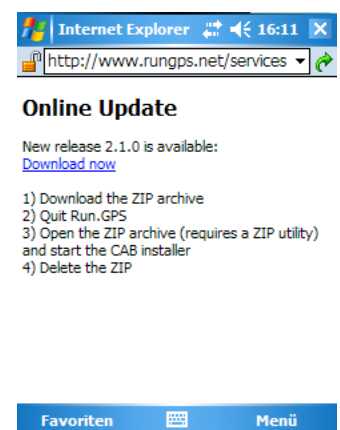 Internet Explorer 16:11
http://www.rungps.net/services
Online Update
New release 2.1.0 is available:
Download now
1) Download the ZIP archive
2) Quit Run.GPS
3) Open the ZIP archive (requires a ZIP utility)
and start the CAB installer
4) Delete the ZIP
Favoriten Menü